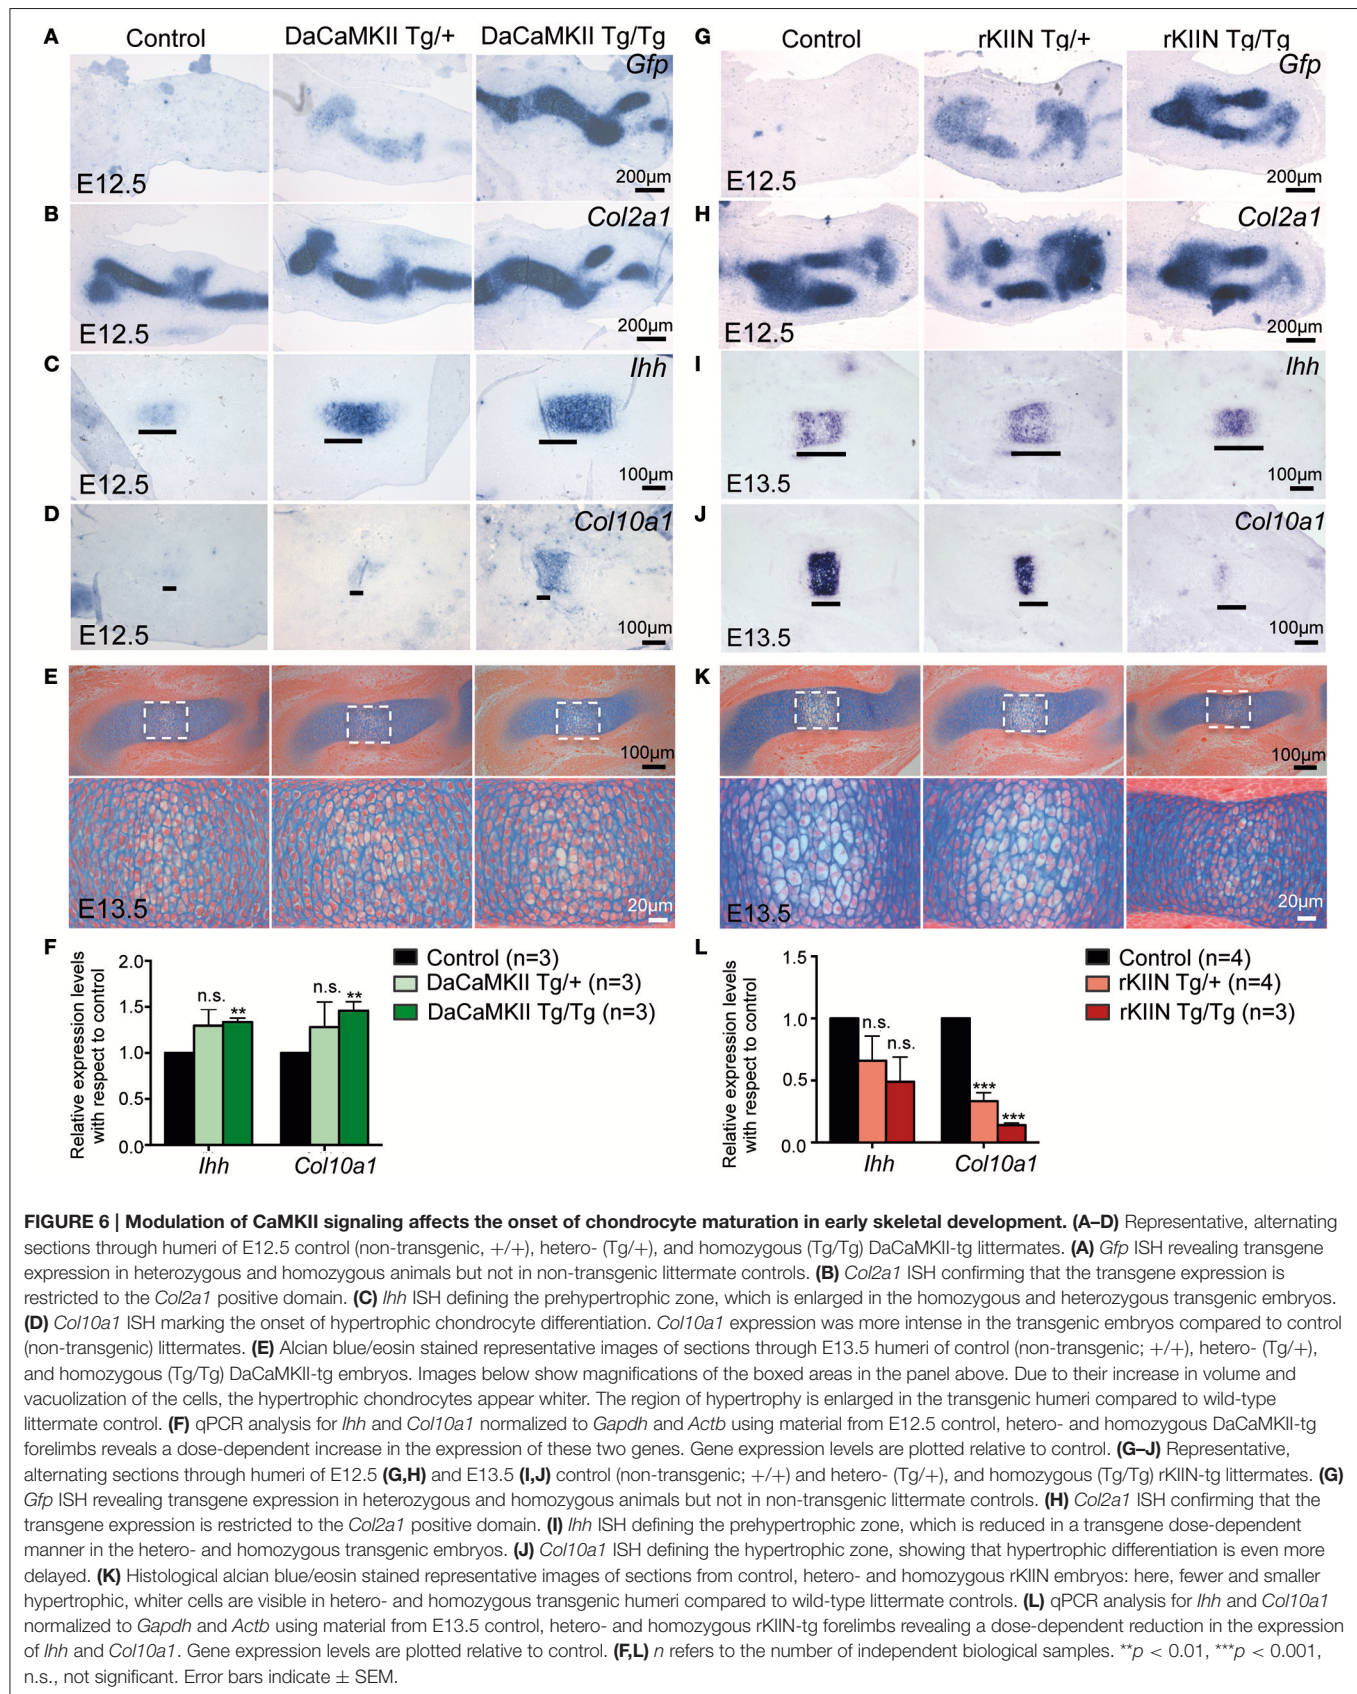 A Control DaCaMKII Tg/+ DaCaMKII Tg/Tg
Gfp
E12.5 200µm
B Col2a1
E12.5 200µm
C Ihh
E12.5 100µm
D Col10a1
E12.5 100µm
E
100µm
E13.5 20µm
F
Relative expression levels
with respect to control
2.0
1.5
1.0
0.5
0.0
n.s. ** n.s. **
Ihh Col10a1
Control (n=3)
DaCaMKII Tg/+ (n=3)
DaCaMKII Tg/Tg (n=3)
G Control rKIIN Tg/+ rKIIN Tg/Tg
Gfp
E12.5 200µm
H Col2a1
E12.5 200µm
I Ihh
E13.5 100µm
J Col10a1
E13.5 100µm
K
100µm
E13.5 20µm
L
Relative expression levels
with respect to control
1.5
1.0
0.5
0.0
n.s. n.s. *** ***
Ihh Col10a1
Control (n=4)
rKIIN Tg/+ (n=4)
rKIIN Tg/Tg (n=3)
FIGURE 6 | Modulation of CaMKII signaling affects the onset of chondrocyte maturation in early skeletal development. (A–D) Representative, alternating
sections through humeri of E12.5 control (non-transgenic, +/+), hetero- (Tg/+), and homozygous (Tg/Tg) DaCaMKII-tg littermates. (A) Gfp ISH revealing transgene
expression in heterozygous and homozygous animals but not in non-transgenic littermate controls. (B) Col2a1 ISH confirming that the transgene expression is
restricted to the Col2a1 positive domain. (C) Ihh ISH defining the prehypertrophic zone, which is enlarged in the homozygous and heterozygous transgenic embryos.
(D) Col10a1 ISH marking the onset of hypertrophic chondrocyte differentiation. Col10a1 expression was more intense in the transgenic embryos compared to control
(non-transgenic) littermates. (E) Alcian blue/eosin stained representative images of sections through E13.5 humeri of control (non-transgenic; +/+), hetero- (Tg/+),
and homozygous (Tg/Tg) DaCaMKII-tg embryos. Images below show magnifications of the boxed areas in the panel above. Due to their increase in volume and
vacuolization of the cells, the hypertrophic chondrocytes appear whiter. The region of hypertrophy is enlarged in the transgenic humeri compared to wild-type
littermate control. (F) qPCR analysis for Ihh and Col10a1 normalized to Gapdh and Actb using material from E12.5 control, hetero- and homozygous DaCaMKII-tg
forelimbs reveals a dose-dependent increase in the expression of these two genes. Gene expression levels are plotted relative to control. (G–J) Representative,
alternating sections through humeri of E12.5 (G,H) and E13.5 (I,J) control (non-transgenic; +/+) and hetero- (Tg/+), and homozygous (Tg/Tg) rKIIN-tg littermates. (G)
Gfp ISH revealing transgene expression in heterozygous and homozygous animals but not in non-transgenic littermate controls. (H) Col2a1 ISH confirming that the
transgene expression is restricted to the Col2a1 positive domain. (I) Ihh ISH defining the prehypertrophic zone, which is reduced in a transgene dose-dependent
manner in the hetero- and homozygous transgenic embryos. (J) Col10a1 ISH defining the hypertrophic zone, showing that hypertrophic differentiation is even more
delayed. (K) Histological alcian blue/eosin stained representative images of sections from control, hetero- and homozygous rKIIN embryos: here, fewer and smaller
hypertrophic, whiter cells are visible in hetero- and homozygous transgenic humeri compared to wild-type littermate controls. (L) qPCR analysis for Ihh and Col10a1
normalized to Gapdh and Actb using material from E13.5 control, hetero- and homozygous rKIIN-tg forelimbs revealing a dose-dependent reduction in the expression
of Ihh and Col10a1. Gene expression levels are plotted relative to control. (F,L) n refers to the number of independent biological samples. **p < 0.01, ***p < 0.001,
n.s., not significant. Error bars indicate ± SEM.